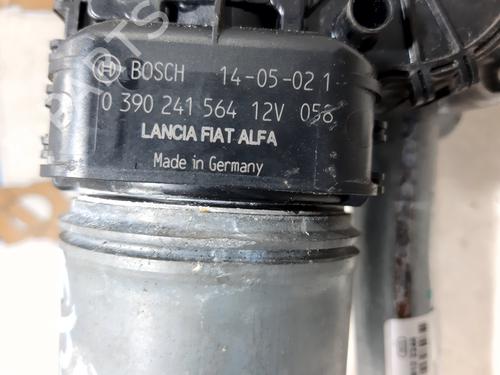 BOSCH 14-05-02 1
0 390 241 564 12V 058
LANCIA FIAT ALFA
Made in Germany